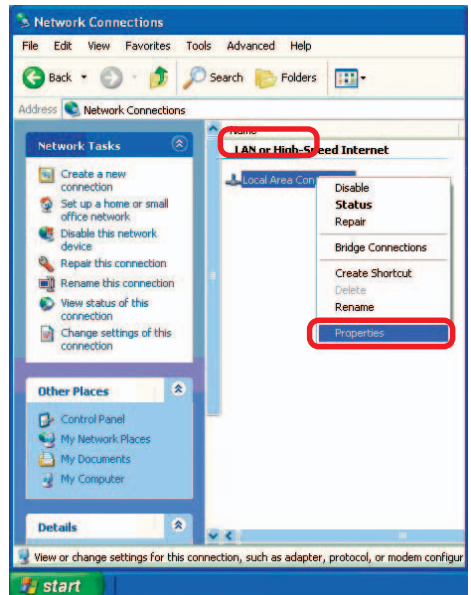 Network Connections
File Edit View Favorites Tools Advanced Help
Back Search Folders
Address Network Connections
Network Tasks
Create a new
connection
Set up a home or small
office network
Disable this network
device
Repair this connection
Rename this connection
View status of this
connection
Change settings of this
connection
Other Places
Control Panel
My Network Places
My Documents
My Computer
Details
Name
LAN or High-Speed Internet
Local Area Con
Disable
Status
Repair
Bridge Connections
Create Shortcut
Delete
Rename
Properties
View or change settings for this connection, such as adapter, protocol, or modem configur
start